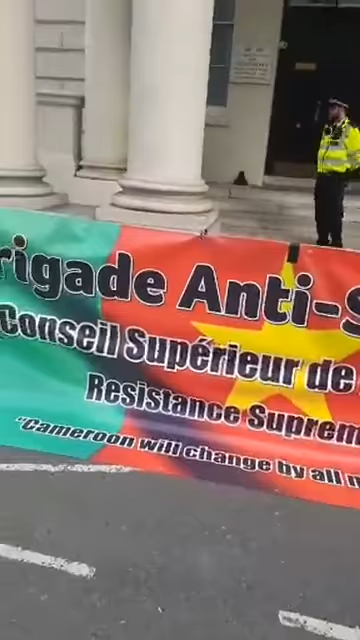 rigade Anti-S
Conseil Supérieur de
Resistance Suprem
"Cameroon will change by all m